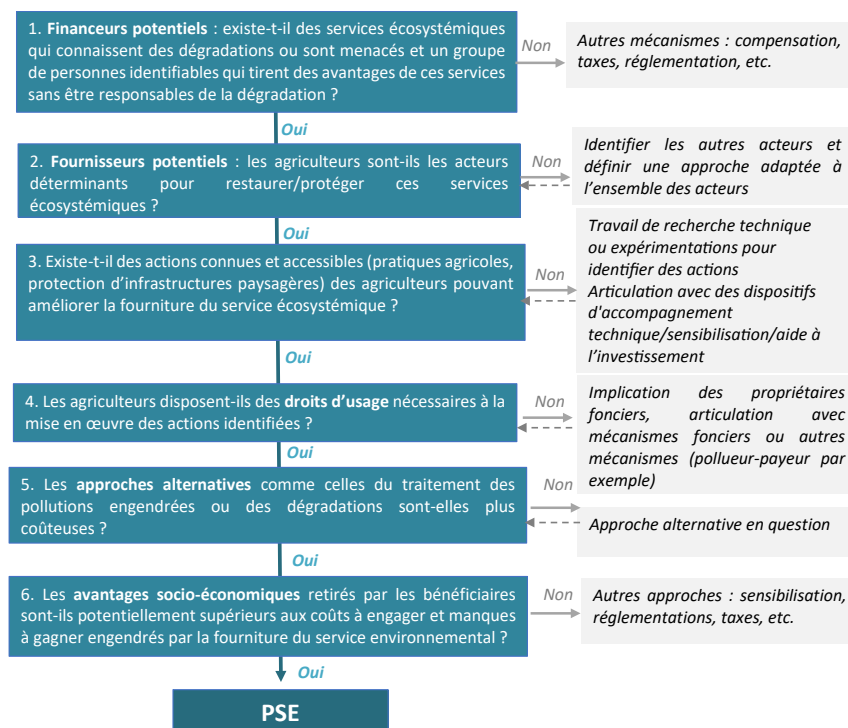 1. Financeurs potentiels : existe-t-il des services écosystémiques
qui connaissent des dégradations ou sont menacés et un groupe
de personnes identifiables qui tirent des avantages de ces services
sans être responsables de la dégradation ?
Non
Autres mécanismes : compensation,
taxes, réglementation, etc.
Oui
2. Fournisseurs potentiels : les agriculteurs sont-ils les acteurs
déterminants pour restaurer/protéger ces services
écosystémiques ?
Non
Identifier les autres acteurs et
définir une approche adaptée à
l'ensemble des acteurs
Oui
3. Existe-t-il des actions connues et accessibles (pratiques agricoles,
protection d'infrastructures paysagères) des agriculteurs pouvant
améliorer la fourniture du service écosystémique ?
Non
Travail de recherche technique
ou expérimentations pour
identifier des actions
Articulation avec des dispositifs
d'accompagnement
technique/sensibilisation/aide à
l'investissement
Oui
4. Les agriculteurs disposent-ils des droits d'usage nécessaires à la
mise en œuvre des actions identifiées ?
Non
Implication des propriétaires
fonciers, articulation avec
mécanismes fonciers ou autres
mécanismes (pollueur-payeur par
exemple)
Oui
5. Les approches alternatives comme celles du traitement des
pollutions engendrées ou des dégradations sont-elles plus
coûteuses ?
Non
Approche alternative en question
Oui
6. Les avantages socio-économiques retirés par les bénéficiaires
sont-ils potentiellement supérieurs aux coûts à engager et manques
à gagner engendrés par la fourniture du service environnemental ?
Non
Autres approches : sensibilisation,
réglementations, taxes, etc.
Oui
PSE